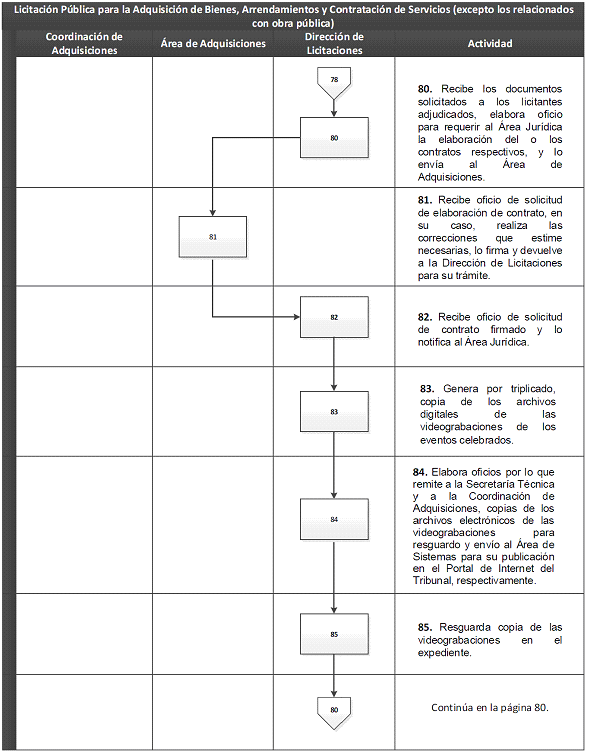 Licitación Pública para la Adquisición de Bienes, Arrendamientos y Contratación de Servicios (excepto los relacionados
con obra pública)
Coordinación de
Adquisiciones
Área de Adquisiciones
Dirección de
Licitaciones
Actividad
78
80
80. Recibe los documentos
solicitados a los licitantes
adjudicados, elabora oficio
para requerir al Área Jurídica
la elaboración del o los
contratos respectivos, y lo
envía al Área de
Adquisiciones.
81
81. Recibe oficio de solicitud
de elaboración de contrato, en
su caso, realiza las
correcciones que estime
necesarias, lo firma y devuelve
a la Dirección de Licitaciones
para su trámite.
82
82. Recibe oficio de solicitud
de contrato firmado y lo
notifica al Área Jurídica.
83
83. Genera por triplicado,
copia de los archivos
digitales de las
videograbaciones de los
eventos celebrados.
84
84. Elabora oficios por lo que
remite a la Secretaría Técnica
y a la Coordinación de
Adquisiciones, copias de los
archivos electrónicos de las
videograbaciones para
resguardo y envío al Área de
Sistemas para su publicación
en el Portal de Internet del
Tribunal, respectivamente.
85
85. Resguarda copia de las
videograbaciones en el
expediente.
80
Continúa en la página 80.